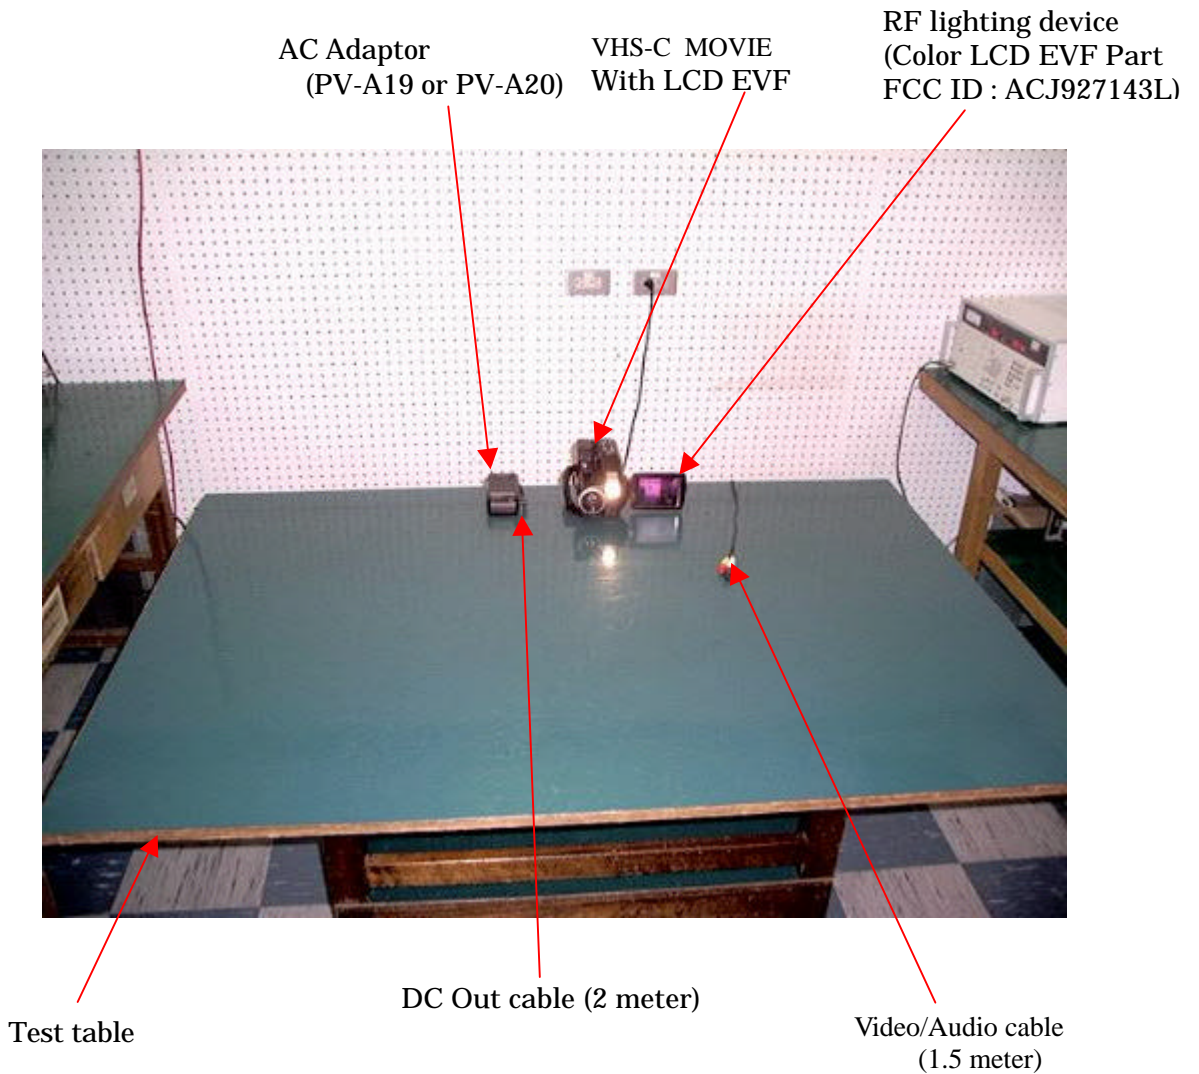 AC Adaptor
(PV-A19 or PV-A20)
VHS-C MOVIE
With LCD EVF
RF lighting device
(Color LCD EVF Part
FCC ID : ACJ927143L)
DC Out cable (2 meter)
Test table
Video/Audio cable
(1.5 meter)